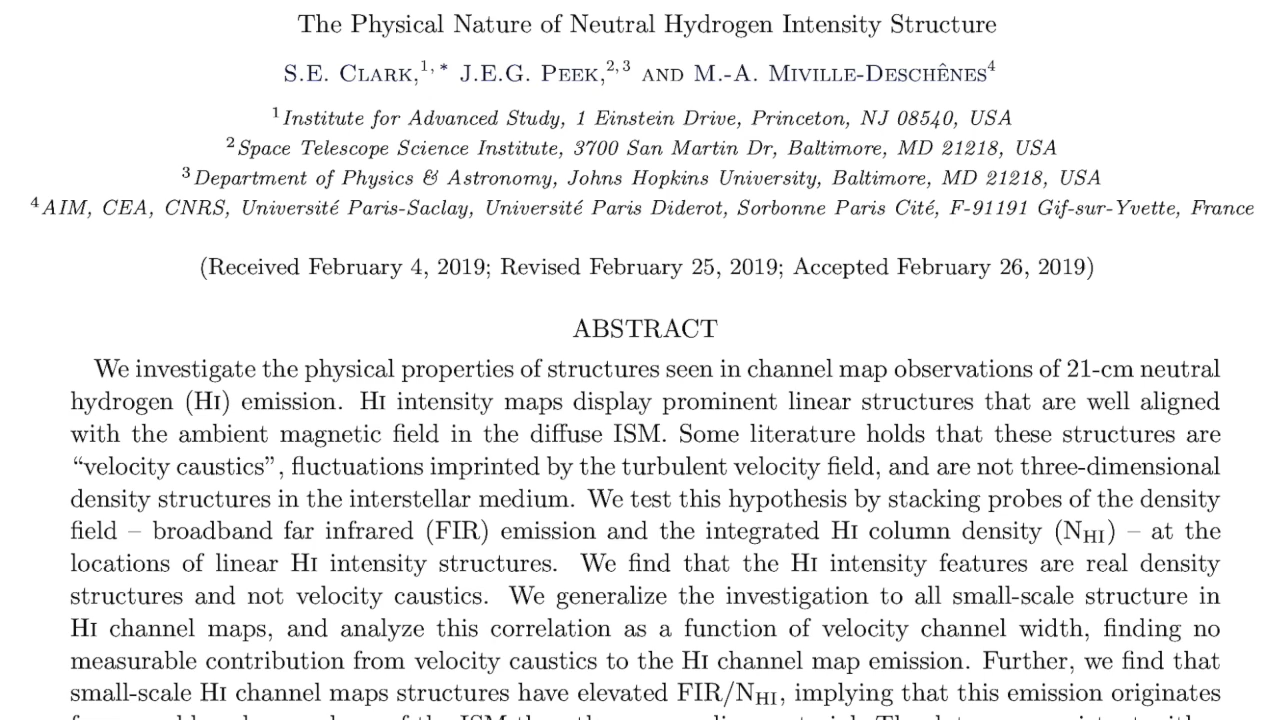 The Physical Nature of Neutral Hydrogen Intensity Structure
S.E. Clark,1, * J.E.G. Peek,2,3 and M.-A. Miville-Deschênes4
1Institute for Advanced Study, 1 Einstein Drive, Princeton, NJ 08540, USA
2Space Telescope Science Institute, 3700 San Martin Dr, Baltimore, MD 21218, USA
3Department of Physics & Astronomy, Johns Hopkins University, Baltimore, MD 21218, USA
4AIM, CEA, CNRS, Université Paris-Saclay, Université Paris Diderot, Sorbonne Paris Cité, F-91191 Gif-sur-Yvette, France
(Received February 4, 2019; Revised February 25, 2019; Accepted February 26, 2019)
ABSTRACT
We investigate the physical properties of structures seen in channel map observations of 21-cm neutral
hydrogen (HI) emission. HI intensity maps display prominent linear structures that are well aligned
with the ambient magnetic field in the diffuse ISM. Some literature holds that these structures are
“velocity caustics”, fluctuations imprinted by the turbulent velocity field, and are not three-dimensional
density structures in the interstellar medium. We test this hypothesis by stacking probes of the density
field – broadband far infrared (FIR) emission and the integrated HI column density (NHI) – at the
locations of linear HI intensity structures. We find that the HI intensity features are real density
structures and not velocity caustics. We generalize the investigation to all small-scale structure in
HI channel maps, and analyze this correlation as a function of velocity channel width, finding no
measurable contribution from velocity caustics to the HI channel map emission. Further, we find that
small-scale HI channel maps structures have elevated FIR/NHI, implying that this emission originates